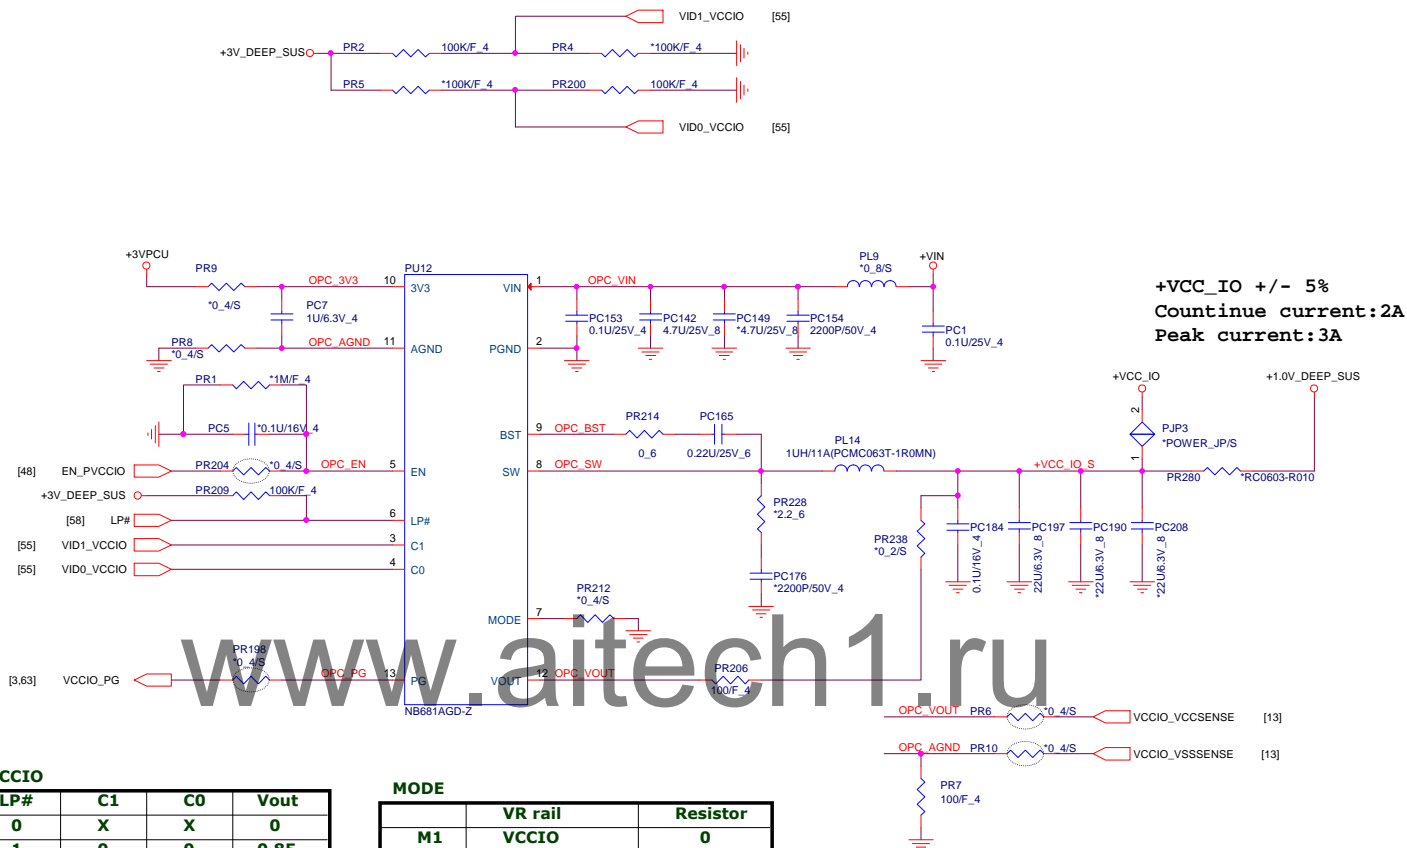 VID1_VCCIO [55]
+3V_DEEP_SUS PR2 100K/F_4 PR4 *100K/F_4
PR5 *100K/F_4 PR200 100K/F_4
VID0_VCCIO [55]
+3VPCU
PR9
*0_4/S
OPC_3V3
PC7
1U/6.3V_4
OPC_AGND
PR8
*0_4/S
PR1 *1M/F_4
PC5 *0.1U/16V_4
[48] EN_PVCCIO PR204 *0_4/S OPC_EN
+3V_DEEP_SUS PR209 100K/F_4
[58] LP#
[55] VID1_VCCIO
[55] VID0_VCCIO
PR198
*0_4/S
[3,63] VCCIO_PG OPC_PG
PU12
10 3V3
11 AGND
5 EN
6 LP#
3 C1
4 C0
13 PG
VIN 1
PGND 2
BST 9
SW 8
MODE 7
VOUT 12
NB681AGD-Z
OPC_VIN
PL9
*0_8/S
+VIN
PC153
0.1U/25V_4
PC142
4.7U/25V_8
PC149
*4.7U/25V_8
PC154
2200P/50V_4
PC1
0.1U/25V_4
+VCC_IO +/- 5%
Countinue current:2A
Peak current:3A
OPC_BST
PR214
0_6
PC165
0.22U/25V_6
OPC_SW
PL14
1UH/11A(PCMC063T-1R0MN)
+VCC_IO_S
+VCC_IO
2
PJP3
*POWER_JP/S
1
+1.0V_DEEP_SUS
PR280 *RC0603-R010
PR228
*2.2_6
PC176
*2200P/50V_4
PR238
*0_2/S
PC184
0.1U/16V_4
PC197
22U/6.3V_8
PC190
*22U/6.3V_8
PC208
*22U/6.3V_8
PR212
*0_4/S
OPC_VOUT
PR206
100/F_4
www.aitech1.ru
OPC_VOUT PR6 *0_4/S VCCIO_VCCSENSE [13]
OPC_AGND PR10 *0_4/S VCCIO_VSSSENSE [13]
PR7
100/F_4
CCIO
LP# C1 C0 Vout
0 X X 0
1 0 0 0.85
MODE
VR rail Resistor
M1 VCCIO 0